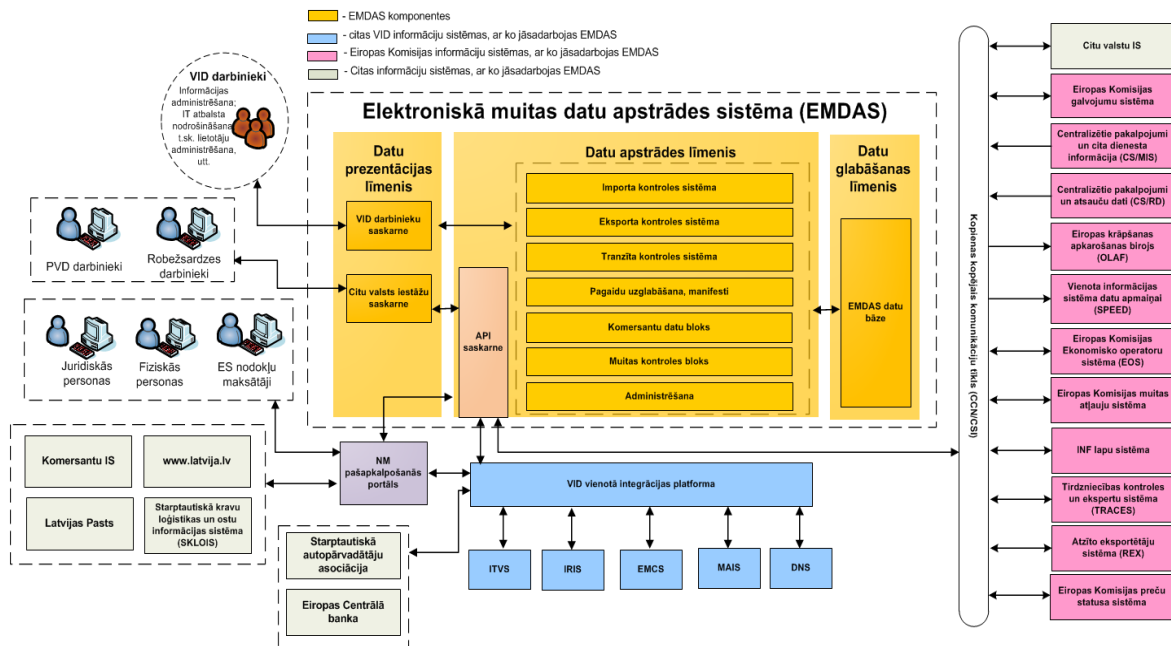 - EMDAS komponentes
- citas VID informāciju sistēmas, ar ko jāsadarbojas EMDAS
- Eiropas Komisijas informāciju sistēmas, ar ko jāsadarbojas EMDAS
- Citas informāciju sistēmas, ar ko jāsadarbojas EMDAS
VID darbinieki
Informācijas
administrēšana;
IT atbalsta
nodrošināšana
t.sk. lietotāju
administrēšana,
utt.
PVD darbinieki
Robežsardzes
darbinieki
Juridiskās
personas
Fiziskās
personas
ES nodokļu
maksātāji
Komersantu IS
www.latvija.lv
Latvijas Pasts
Starptautiskā kravu
loģistikas un ostu
informācijas sistēma
(SKLOIS)
Elektroniskā muitas datu apstrādes sistēma (EMDAS)
Datu
prezentācijas
līmenis
VID darbinieku
saskarne
Citu valsts iestāžu
saskarne
Datu apstrādes līmenis
API
saskarne
Importa kontroles sistēma
Eksporta kontroles sistēma
Tranzīta kontroles sistēma
Pagaidu uzglabāšana, manifesti
Komersantu datu bloks
Muitas kontroles bloks
Administrēšana
Datu
glabāšanas
līmenis
EMDAS datu
bāze
NM
pašapkalpošanās
portāls
VID vienotā integrācijas platforma
ITVS
IRIS
EMCS
MAIS
DNS
Starptautiskā
autopārvadātāju
asociācija
Eiropas Centrālā
banka
Kopienas kopējais komunikāciju tīkls (CCN/CSI)
Citu valstu IS
Eiropas Komisijas
galvojumu sistēma
Centralizētie pakalpojumi
un cita dienesta
informācija (CS/MIS)
Centralizētie pakalpojumi
un atsauču dati (CS/RD)
Eiropas krāpšanas
apkarošanas birojs
(OLAF)
Vienota informācijas
sistēma datu apmaiņai
(SPEED)
Eiropas Komisijas
Ekonomisko operatoru
sistēma (EOS)
Eiropas Komisijas muitas
atļauju sistēma
INF lapu sistēma
Tirdzniecības kontroles
un ekspertu sistēma
(TRACES)
Atzīto eksportētāju
sistēma (REX)
Eiropas Komisijas preču
statusa sistēma